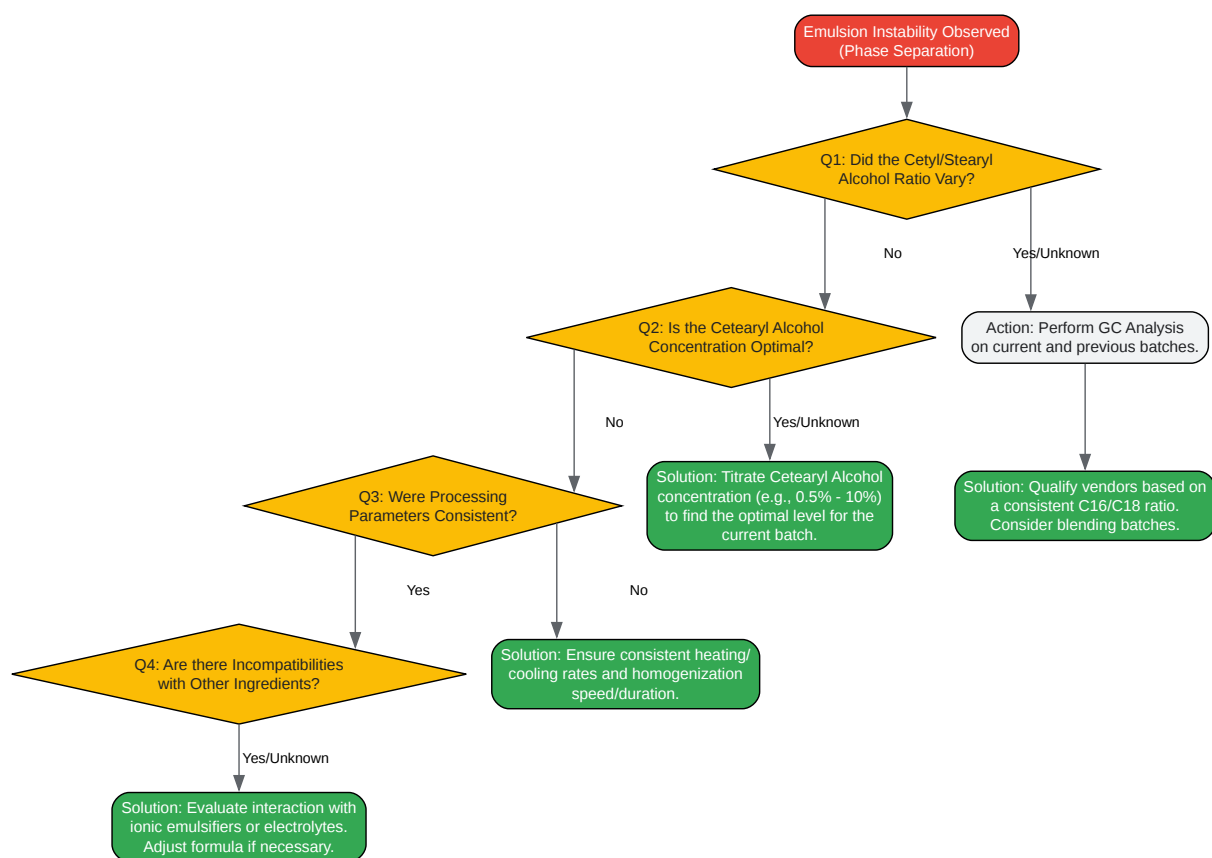 Emulsion Instability Observed
(Phase Separation)
Q1: Did the Cetyl/Stearyl
Alcohol Ratio Vary?
No
Yes/Unknown
Q2: Is the Cetearyl Alcohol
Concentration Optimal?
Action: Perform GC Analysis
on current and previous batches.
No
Yes/Unknown
Q3: Were Processing
Parameters Consistent?
Solution: Titrate Cetearyl Alcohol
concentration (e.g., 0.5% - 10%)
to find the optimal level for the
current batch.
Solution: Qualify vendors based on
a consistent C16/C18 ratio.
Consider blending batches.
Yes
No
Q4: Are there Incompatibilities
with Other Ingredients?
Solution: Ensure consistent heating/
cooling rates and homogenization
speed/duration.
Yes/Unknown
Solution: Evaluate interaction with
ionic emulsifiers or electrolytes.
Adjust formula if necessary.